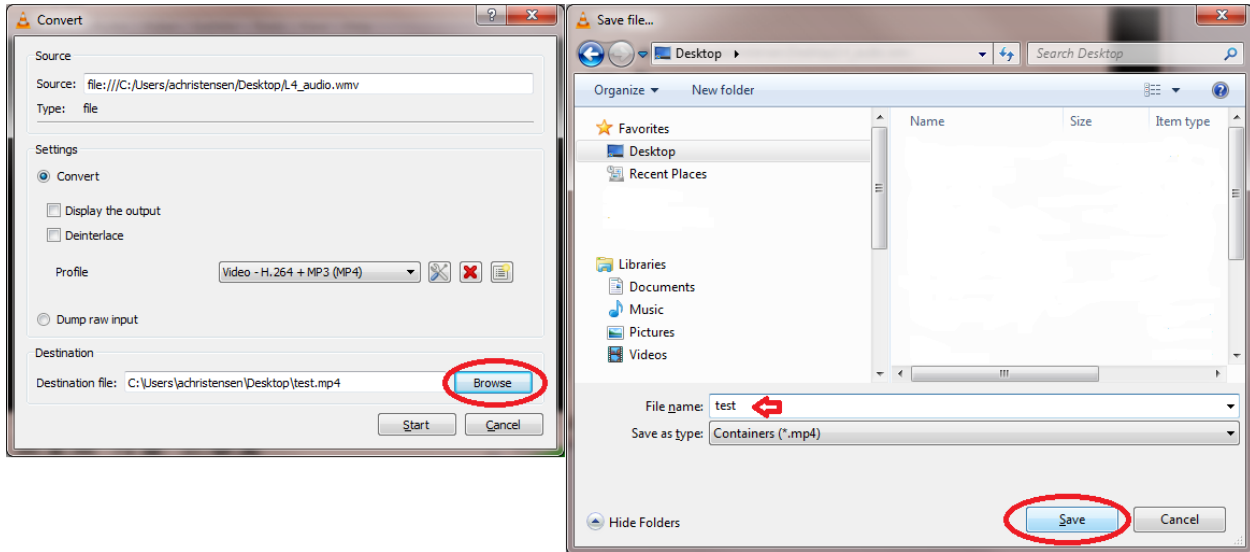 Convert
Source
Source: file:///C:/Users/achristensen/Desktop/L4_audio.wmv
Type: file
Settings
Convert
Display the output
Deinterlace
Profile Video - H.264 + MP3 (MP4)
Dump raw input
Destination
Destination file: C:\Users\achristensen\Desktop\test.mp4 Browse
Start Cancel
Save file...
Desktop Search Desktop
Organize New folder
Favorites
Desktop
Recent Places
Libraries
Documents
Music
Pictures
Videos
Name Size Item type
File name: test
Save as type: Containers (*.mp4)
Hide Folders Save Cancel